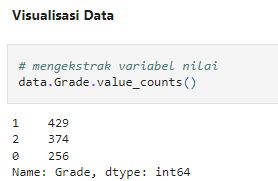 Visualisasi Data
# mengekstrak variabel nilai
data.Grade.value_counts()
1    429
2    374
0    256
Name: Grade, dtype: int64